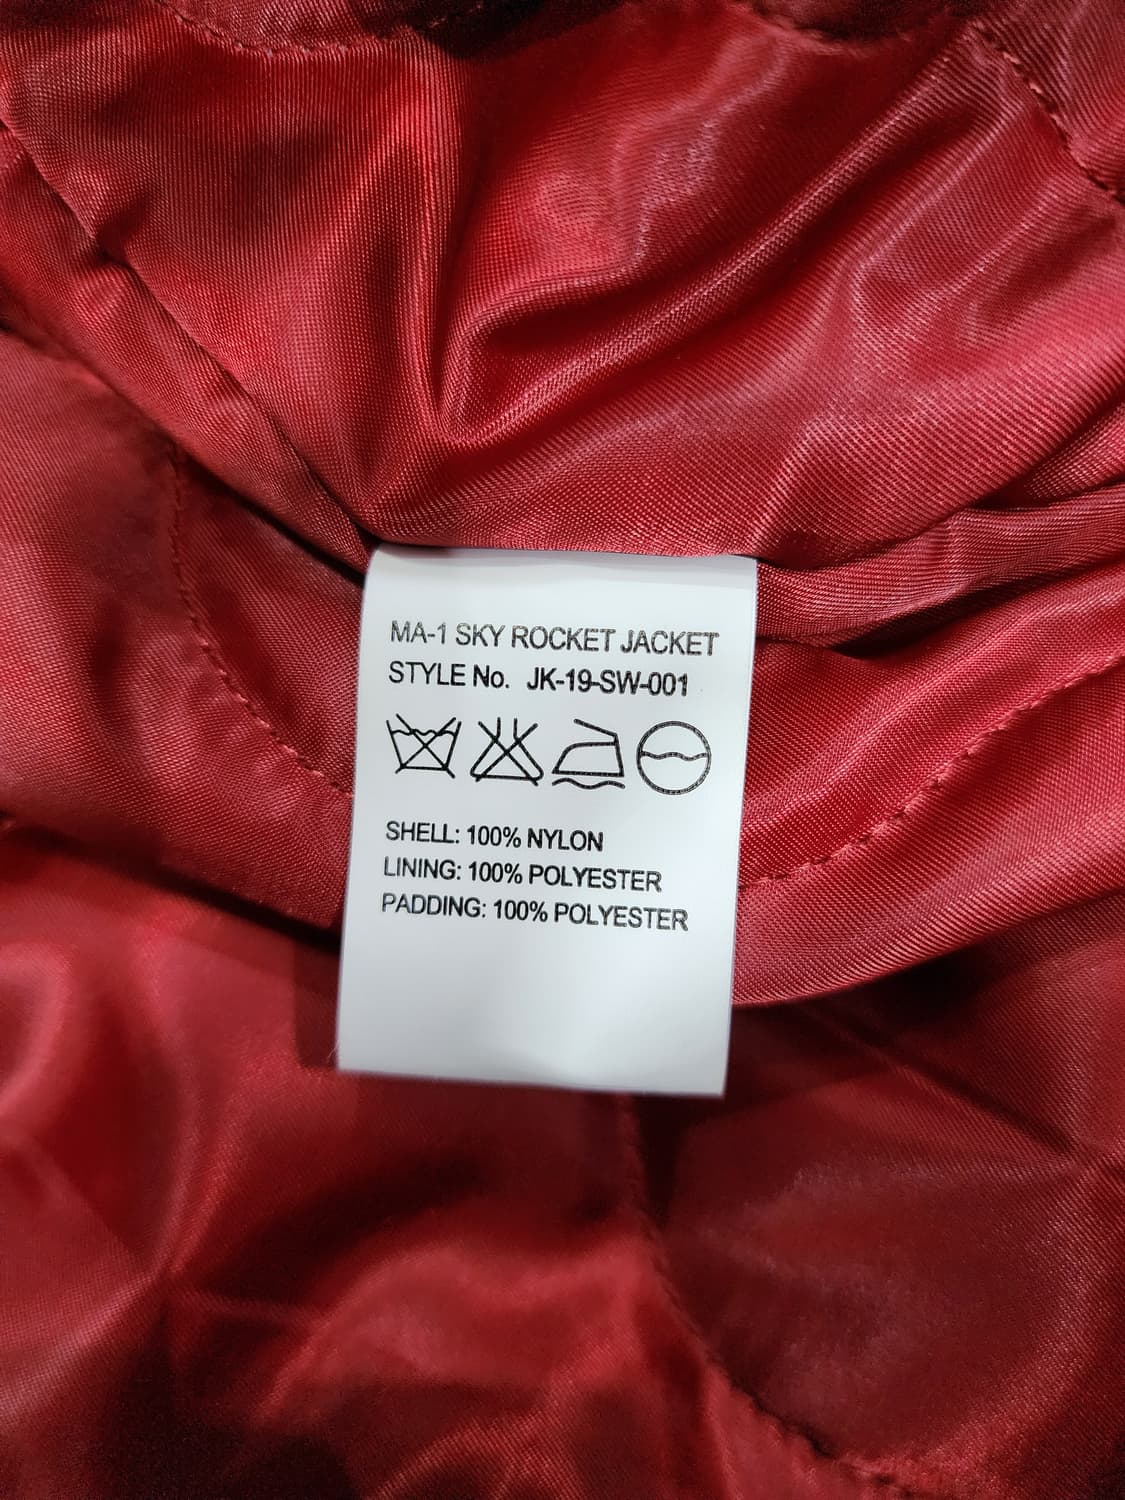 MA-1 SKY ROCKET JACKET
STYLE No. JK-19-SW-001
SHELL: 100% NYLON
LINING: 100% POLYESTER
PADDING: 100% POLYESTER